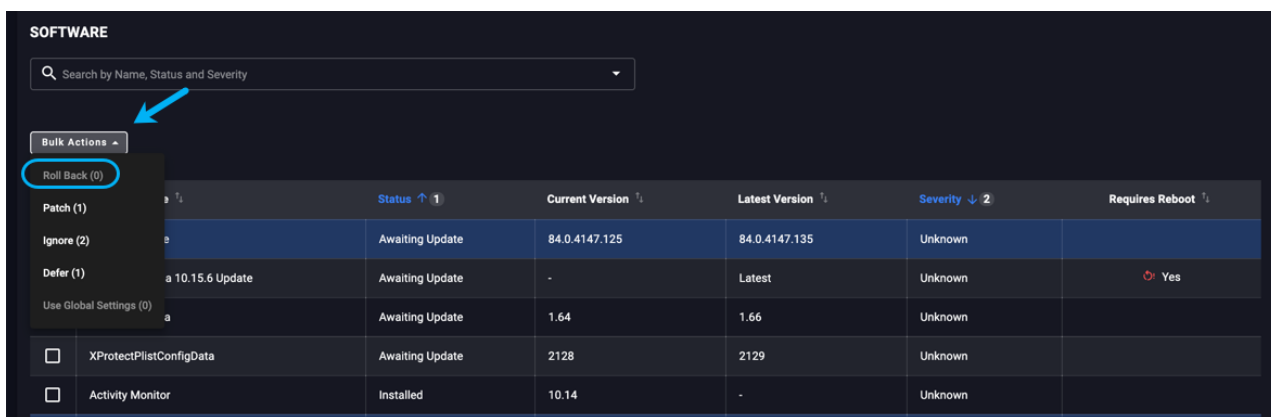 SOFTWARE
Search by Name, Status and Severity
Bulk Actions
Roll Back (0)
Patch (1)
Ignore (2)
Defer (1)
Use Global Settings (0)
Status 1 Current Version Latest Version Severity 2 Requires Reboot
Awaiting Update 84.0.4147.125 84.0.4147.135 Unknown
a 10.15.6 Update Awaiting Update - Latest Unknown Yes
a Awaiting Update 1.64 1.66 Unknown
XProtectPlistConfigData Awaiting Update 2128 2129 Unknown
Activity Monitor Installed 10.14 - Unknown